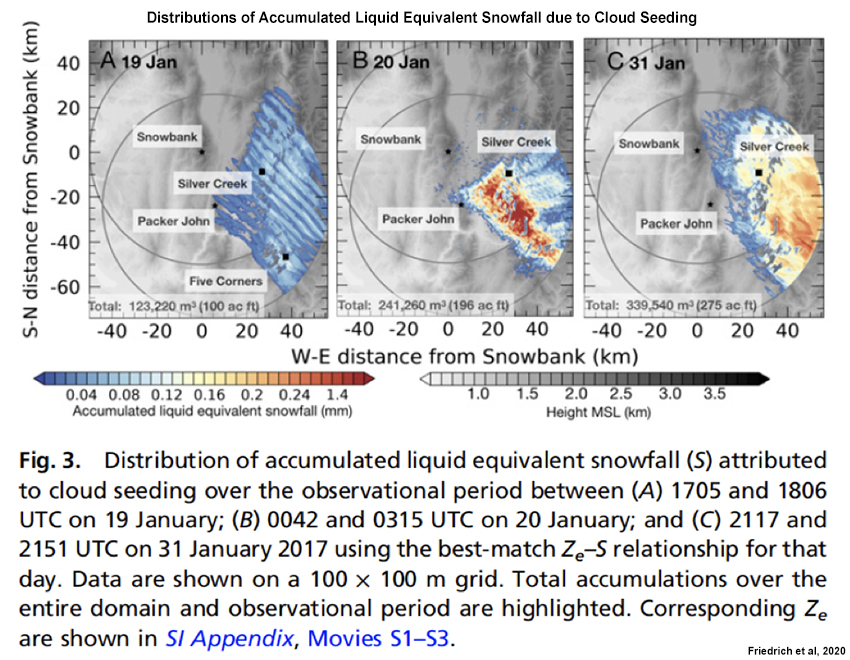 Distributions of Accumulated Liquid Equivalent Snowfall due to Cloud Seeding
S-N distance from Snowbank (km)
40
20
0
-20
-40
-60
A 19 Jan
Snowbank
Silver Creek
Packer John
Five Corners
Total: 123,220 m³ (100 ac ft)
B 20 Jan
Snowbank
Silver Creek
Packer John
Total: 241,260 m³ (196 ac ft)
C 31 Jan
Snowbank
Silver Creek
Packer John
Total: 339,540 m³ (275 ac ft)
-40 -20 0 20 40
-40 -20 0 20 40
-40 -20 0 20 40
W-E distance from Snowbank (km)
0.04 0.08 0.12 0.16 0.2 0.24 1.4
Accumulated liquid equivalent snowfall (mm)
1.0 1.5 2.0 2.5 3.0 3.5
Height MSL (km)
Fig. 3. Distribution of accumulated liquid equivalent snowfall (S) attributed
to cloud seeding over the observational period between (A) 1705 and 1806
UTC on 19 January; (B) 0042 and 0315 UTC on 20 January; and (C) 2117 and
2151 UTC on 31 January 2017 using the best-match Zₑ–S relationship for that
day. Data are shown on a 100 × 100 m grid. Total accumulations over the
entire domain and observational period are highlighted. Corresponding Zₑ
are shown in SI Appendix, Movies S1–S3.
Friedrich et al, 2020